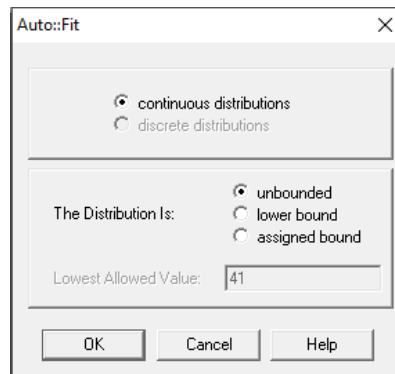 Auto::Fit
continuous distributions
discrete distributions
The Distribution Is:
unbounded
lower bound
assigned bound
Lowest Allowed Value: 41
OK Cancel Help